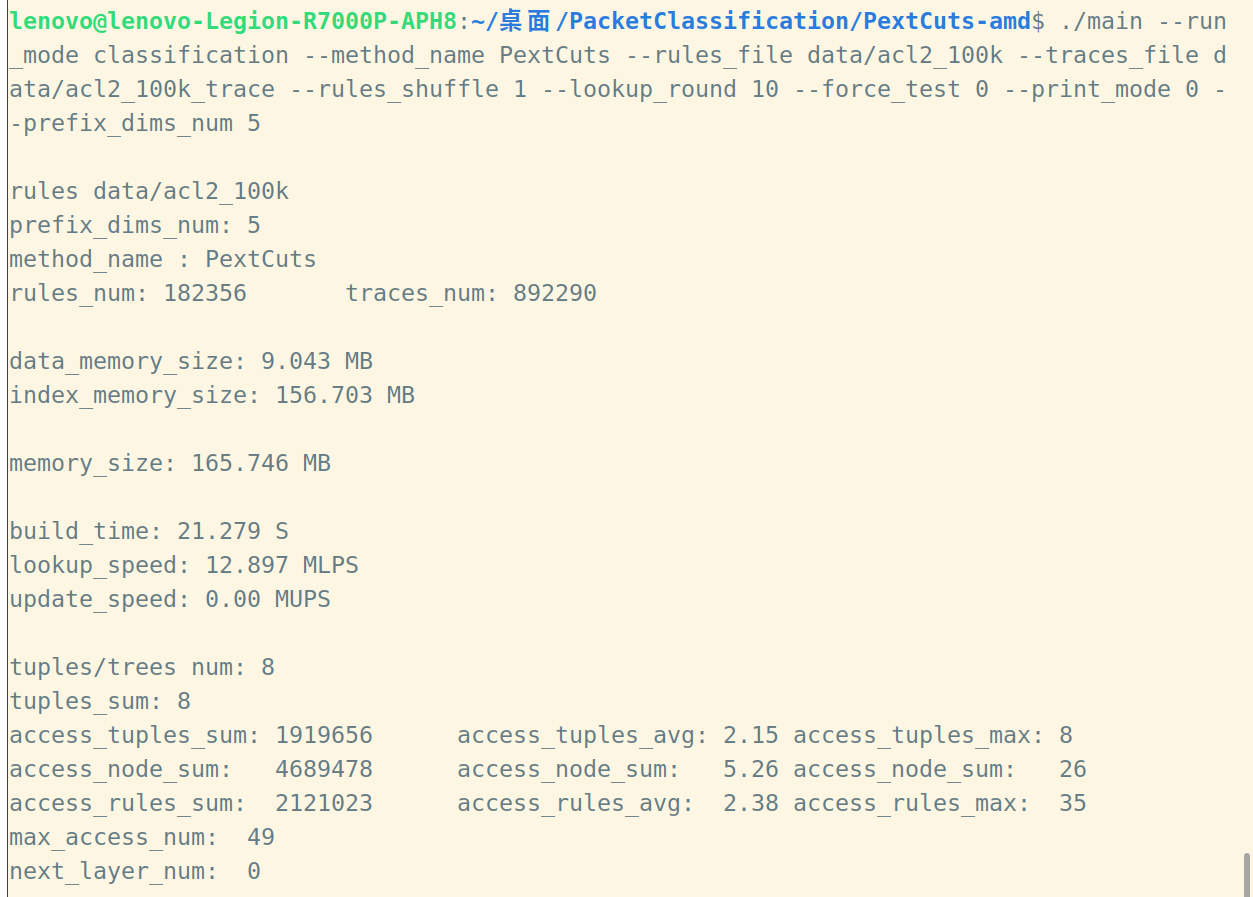 lenovo@lenovo-Legion-R7000P-APH8:~/桌面/PacketClassification/PextCuts-amd$ ./main --run
_mode classification --method_name PextCuts --rules_file data/acl2_100k --traces_file d
ata/acl2_100k_trace --rules_shuffle 1 --lookup_round 10 --force_test 0 --print_mode 0 -
-prefix_dims_num 5
rules data/acl2_100k
prefix_dims_num: 5
method_name : PextCuts
rules_num: 182356       traces_num: 892290
data_memory_size: 9.043 MB
index_memory_size: 156.703 MB
memory_size: 165.746 MB
build_time: 21.279 S
lookup_speed: 12.897 MLPS
update_speed: 0.00 MUPS
tuples/trees num: 8
tuples_sum: 8
access_tuples_sum: 1919656      access_tuples_avg: 2.15 access_tuples_max: 8
access_node_sum:   4689478      access_node_sum:   5.26 access_node_sum:   26
access_rules_sum:  2121023      access_rules_avg:  2.38 access_rules_max:  35
max_access_num:  49
next_layer_num:  0